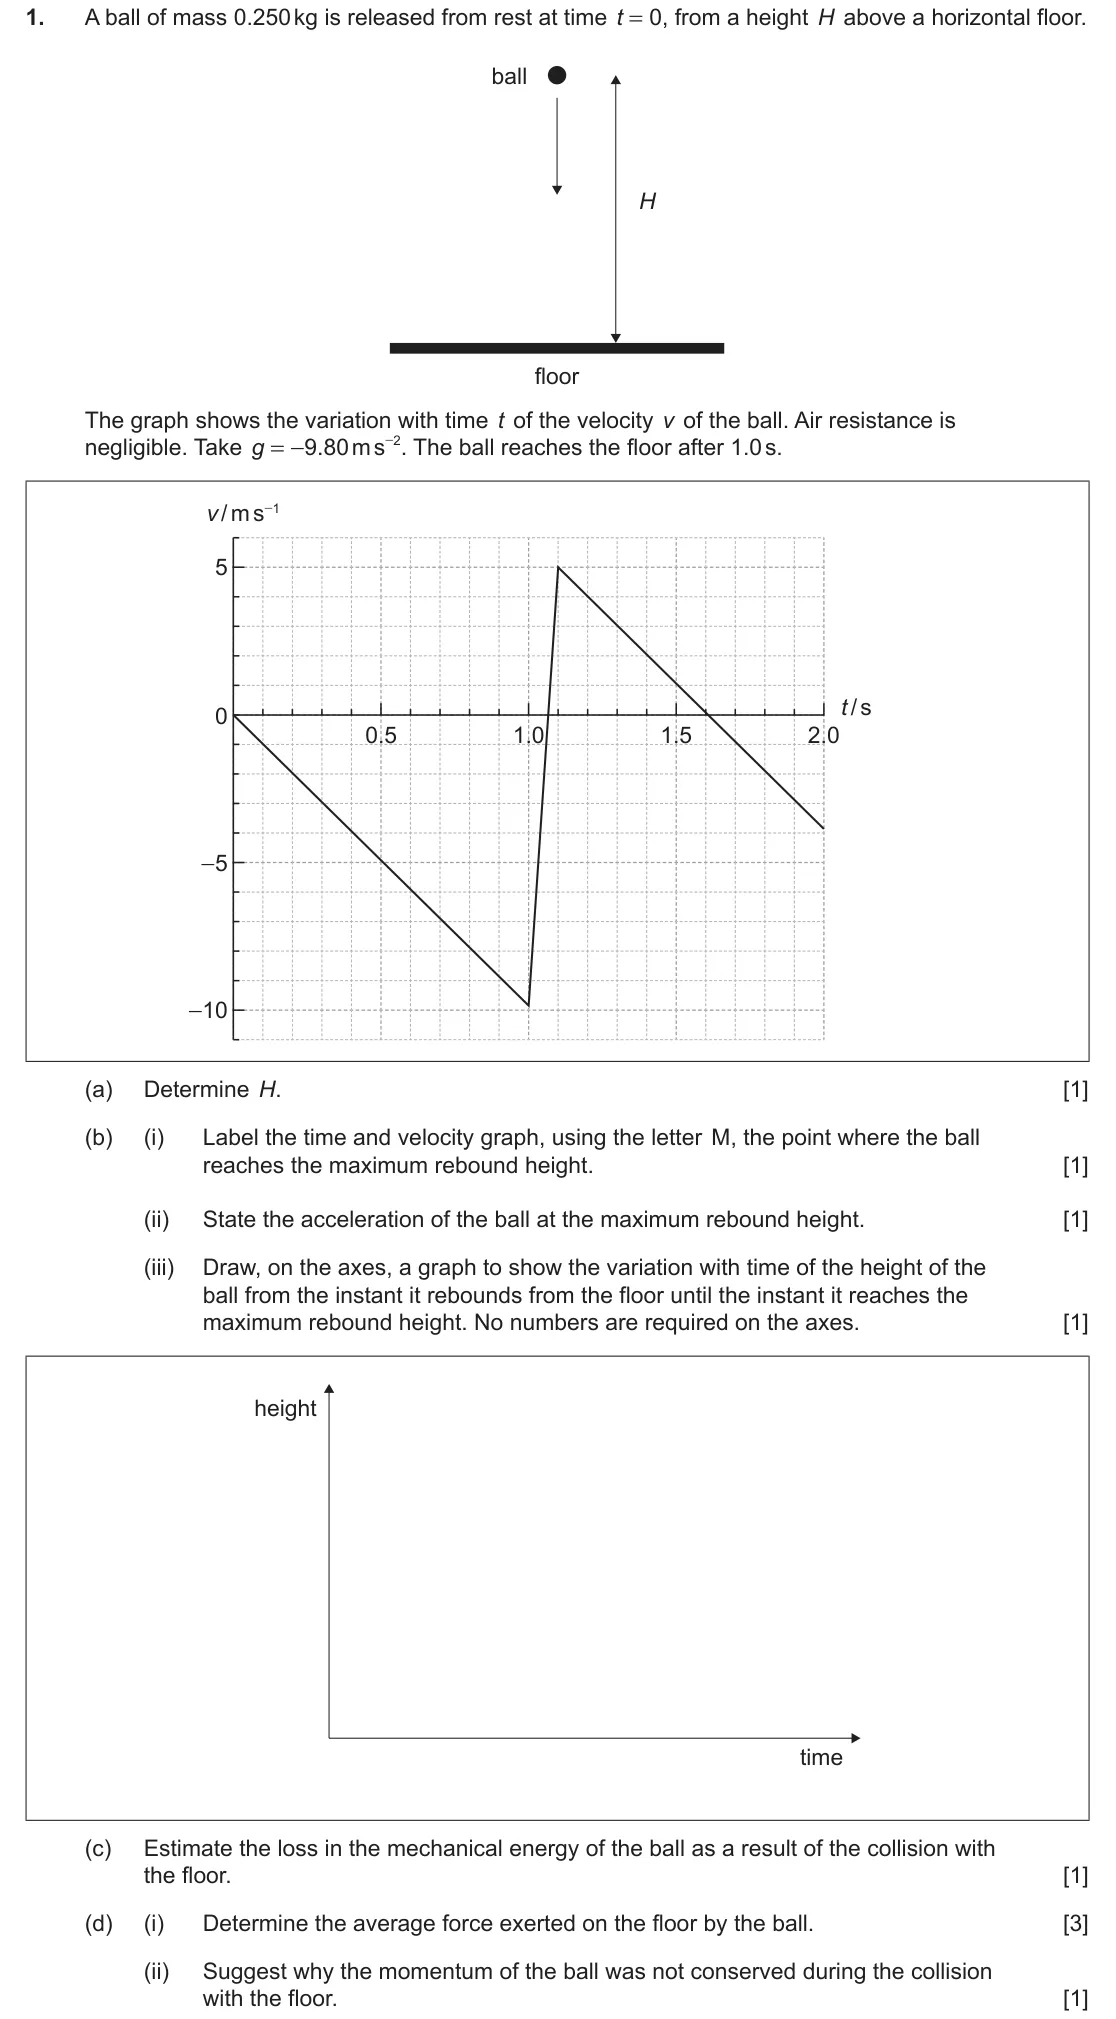 1. A ball of mass 0.250 kg is released from rest at time t = 0, from a height H above a horizontal floor.
ball
H
floor
The graph shows the variation with time t of the velocity v of the ball. Air resistance is
negligible. Take g = −9.80 m s⁻². The ball reaches the floor after 1.0 s.
v / m s⁻¹
5
0
t / s
0.5 1.0 1.5 2.0
−5
−10
(a) Determine H. [1]
(b) (i) Label the time and velocity graph, using the letter M, the point where the ball
reaches the maximum rebound height. [1]
(ii) State the acceleration of the ball at the maximum rebound height. [1]
(iii) Draw, on the axes, a graph to show the variation with time of the height of the
ball from the instant it rebounds from the floor until the instant it reaches the
maximum rebound height. No numbers are required on the axes. [1]
height
time
(c) Estimate the loss in the mechanical energy of the ball as a result of the collision with
the floor. [1]
(d) (i) Determine the average force exerted on the floor by the ball. [3]
(ii) Suggest why the momentum of the ball was not conserved during the collision
with the floor. [1]